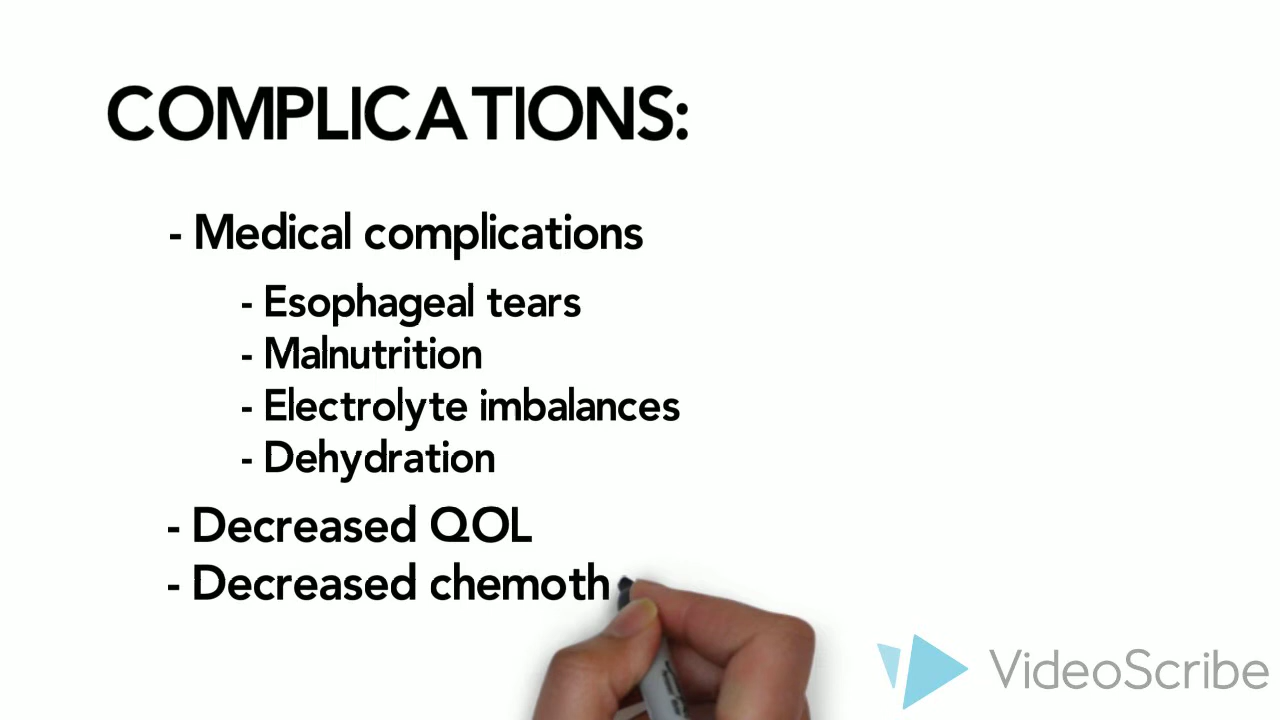 COMPLICATIONS:
- Medical complications
- Esophageal tears
- Malnutrition
- Electrolyte imbalances
- Dehydration
- Decreased QOL
- Decreased chemoth
VideoScribe